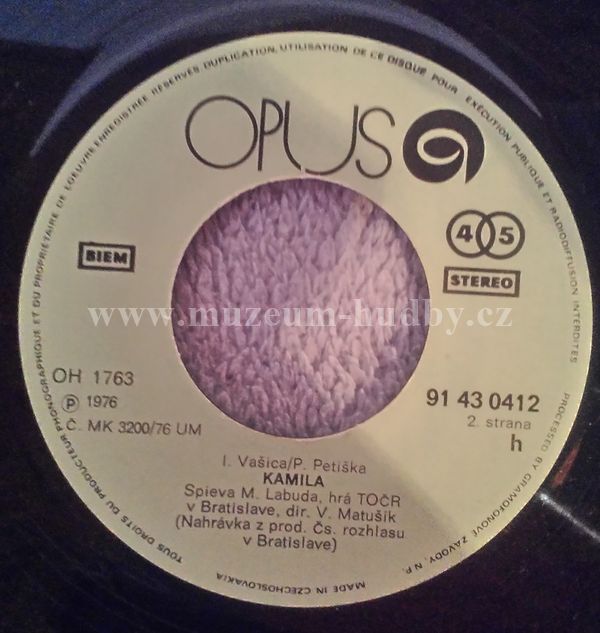 TOUS DROITS DU PRODUCTEUR PHONOGRAPHIQUE ET DU PROPRIÉTAIRE DE L'OEUVRE ENREGISTRÉE RÉSERVÉS DUPLICATION, UTILISATION DE CE DISQUE POUR EXÉCUTION PUBLIQUE ET RADIODIFFUSION INTERDITES
OPUS
BIEM
45
STEREO
www.muzeum-hudby.cz
OH 1763
℗ 1976
Č. MK 3200/76 UM
91 43 0412
2. strana
h
I. Vašica/P. Petiška
KAMILA
Spieva M. Labuda, hrá TOČR
v Bratislave, dir. V. Matušík
(Nahrávka z prod. Čs. rozhlasu
v Bratislave)
MADE IN CZECHOSLOVAKIA
PROCESSED BY GRAMOFONOVÉ ZÁVODY, N.P.